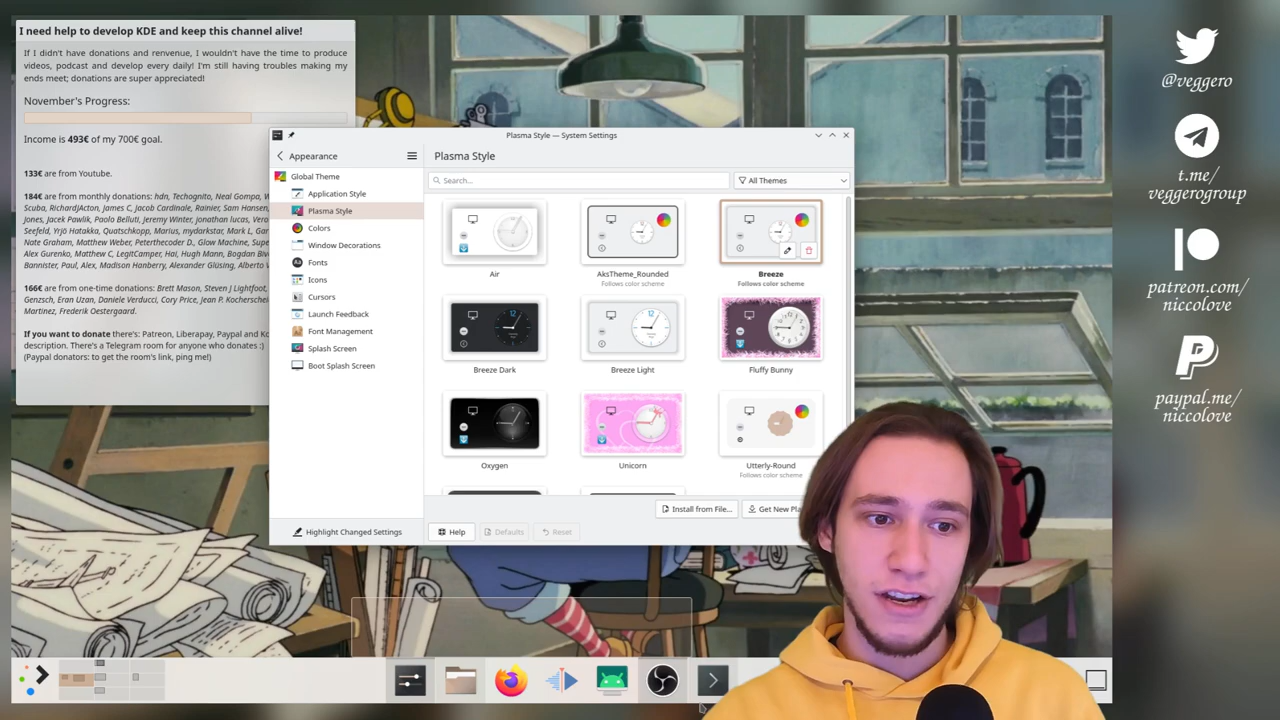 I need help to develop KDE and keep this channel alive!
If I didn't have donations and renvenue, I wouldn't have the time to produce
videos, podcast and develop every daily! I'm still having troubles making my
ends meet; donations are super appreciated!
November's Progress:
Income is 493€ of my 700€ goal.
133€ are from Youtube.
184€ are from monthly donations: hdn, Techognito, Neal Gompa,
Scuba, RichardJActon, James C, Jacob Cardinale, Rainier, Sam Hansen,
Jones, Jacek Pawlik, Paolo Belluti, Jeremy Winter, jonathan lucas,
Seefeld, Yrjö Hatakka, Quatschkopp, Marius, mydarkstar, Mark L,
Nate Graham, Matthew Weber, Peterthecoder D., Glow Machine,
Alex Gurenko, Matthew C, LegitCamper, Hai, Hugh Mann, Bogdan
Bannister, Paul, Alex, Madison Hanberry, Alexander Glüsing, Alberto
166€ are from one-time donations: Brett Mason, Steven J Lightfoot,
Genzsch, Eran Uzan, Daniele Verducci, Cory Price, Jean P.
Martinez, Frederik Oestergaard.
If you want to donate there's: Patreon, Liberapay, Paypal and
description. There's a Telegram room for anyone who donates :)
(Paypal donators: to get the room's link, ping me!)
Plasma Style — System Settings
Appearance
Plasma Style
Search...
All Themes
Global Theme
Application Style
Plasma Style
Colors
Window Decorations
Fonts
Icons
Cursors
Launch Feedback
Font Management
Splash Screen
Boot Splash Screen
Highlight Changed Settings
Air
AksTheme_Rounded
Follows color scheme
Breeze
Follows color scheme
Breeze Dark
Breeze Light
Fluffy Bunny
Oxygen
Unicorn
Utterly-Round
Follows color scheme
Install from File...
Get New
Help
Defaults
Reset
@veggero
t.me/
veggerogroup
patreon.com/
niccolove
paypal.me/
niccolove